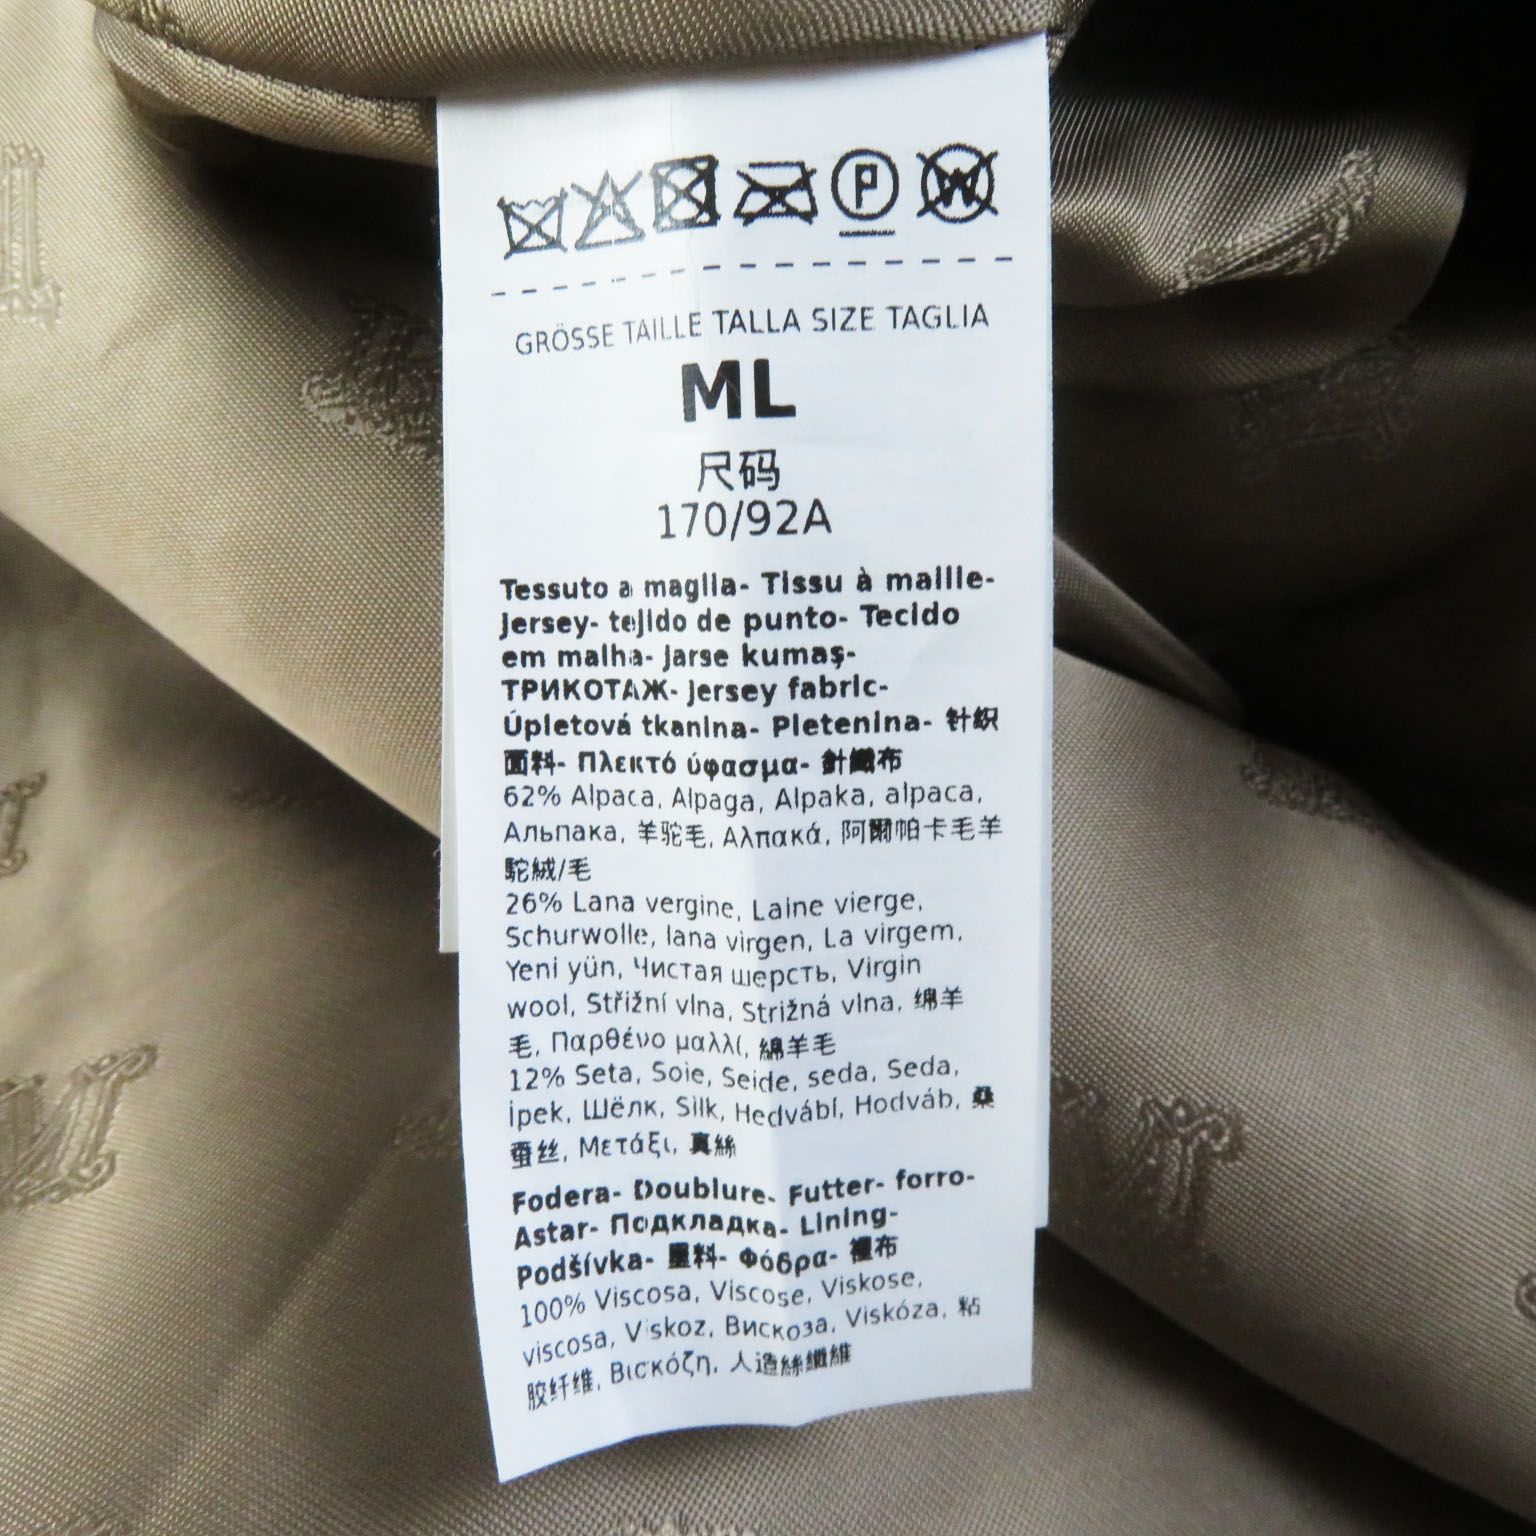 GRÖSSE TAILLE TALLA SIZE TAGLIA
ML
尺码
170/92A
Tessuto a maglia- Tissu à maille-
Jersey- tejido de punto- Tecido
em malha- Jarse kumaş-
ТРИКОТАЖ- Jersey fabric-
Úpletová tkanina- Pletenina- 针织
面料- Πλεκτό ύφασμα- 針織布
62% Alpaca, Alpaga, Alpaka, alpaca,
Альпака, 羊驼毛, Αλπακά, 阿爾帕卡毛羊
駝絨/毛
26% Lana vergine, Laine vierge,
Schurwolle, lana virgen, La virgem,
Yeni yün, Чистая шерсть, Virgin
wool, Střižní vlna, Strižná vlna, 绵羊
毛, Παρθένο μαλλί, 綿羊毛
12% Seta, Soie, Seide, seda, Seda,
İpek, Шёлк, Silk, Hedvábí, Hodváb, 桑
蚕丝, Μετάξι, 真絲
Fodera- Doublure- Futter- forro-
Astar- Подкладка- Lining-
Podšívka- 里料- Φόδρα- 裡布
100% Viscosa, Viscose, Viskose,
viscosa, Viskoz, Вискоза, Viskóza, 粘
胶纤维, Βισκόζη, 人造絲纖維